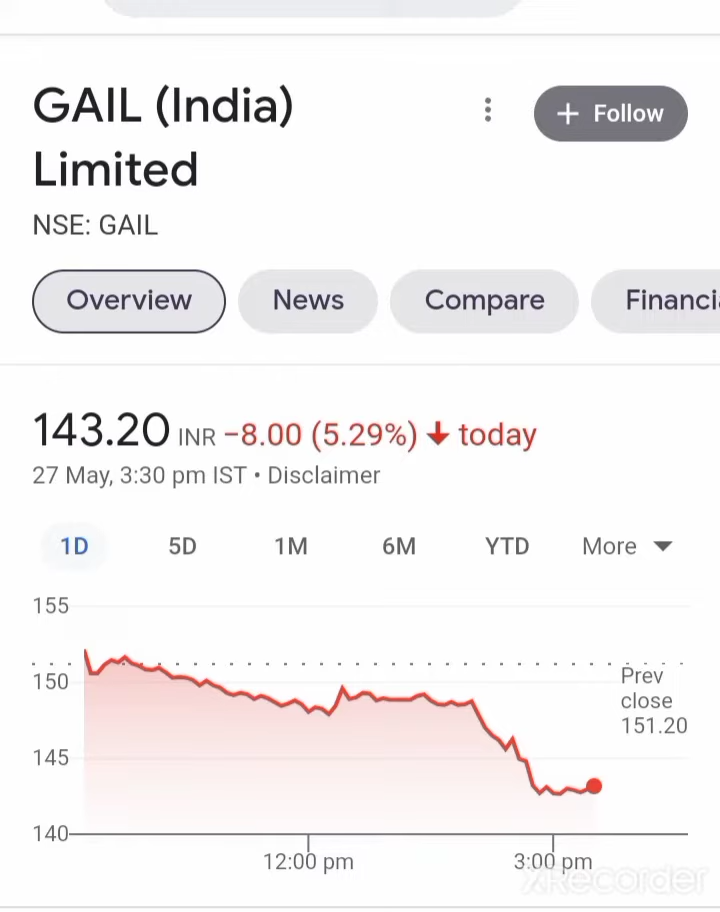 GAIL (India)
Limited
+ Follow
NSE: GAIL
Overview News Compare Financi
143.20 INR −8.00 (5.29%) ↓ today
27 May, 3:30 pm IST • Disclaimer
1D 5D 1M 6M YTD More
155
150
145
140
Prev
close
151.20
12:00 pm 3:00 pm
XRecorder